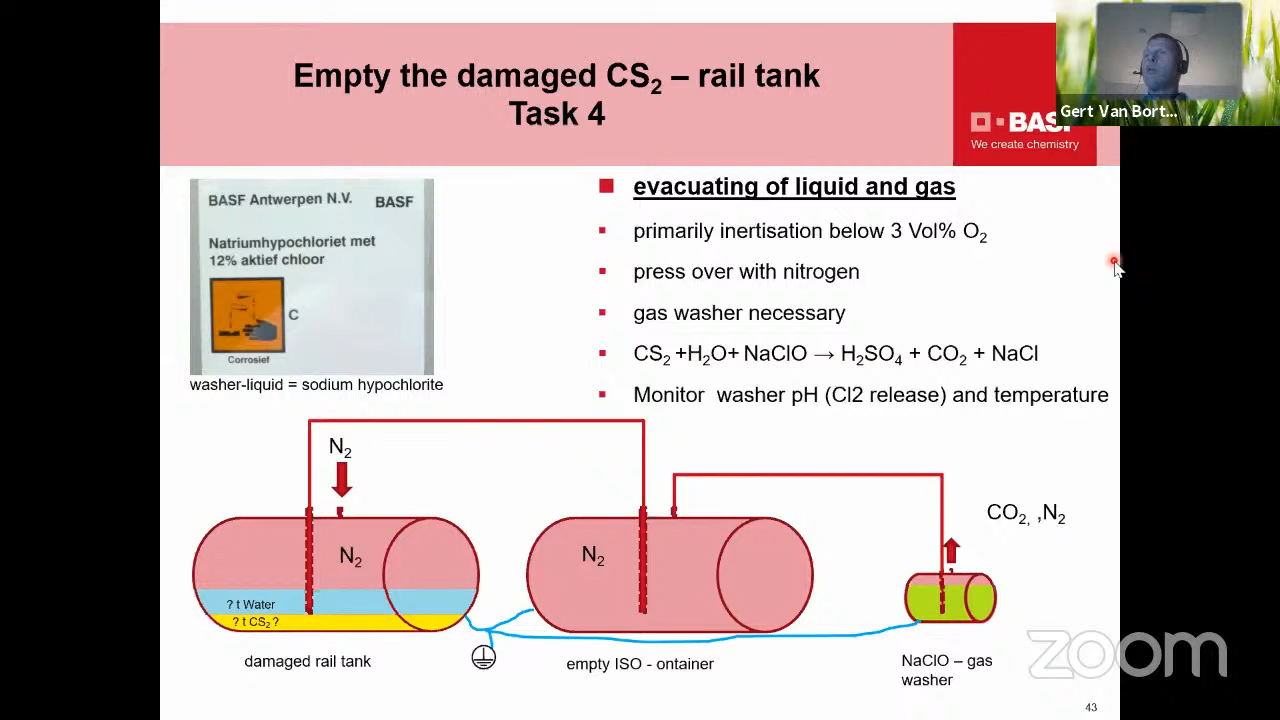 Empty the damaged CS₂ – rail tank
Task 4
BASF
We create chemistry
Gert Van Bort...
BASF Antwerpen N.V. BASF
Natriumhypochloriet met
12% aktief chloor
C
Corrosief
washer-liquid = sodium hypochlorite
evacuating of liquid and gas
primarily inertisation below 3 Vol% O₂
press over with nitrogen
gas washer necessary
CS₂ +H₂O+ NaClO → H₂SO₄ + CO₂ + NaCl
Monitor washer pH (Cl2 release) and temperature
N₂
N₂
? t Water
? t CS₂ ?
damaged rail tank
N₂
empty ISO - ontainer
CO₂, ,N₂
NaClO – gas
washer
zoom
43